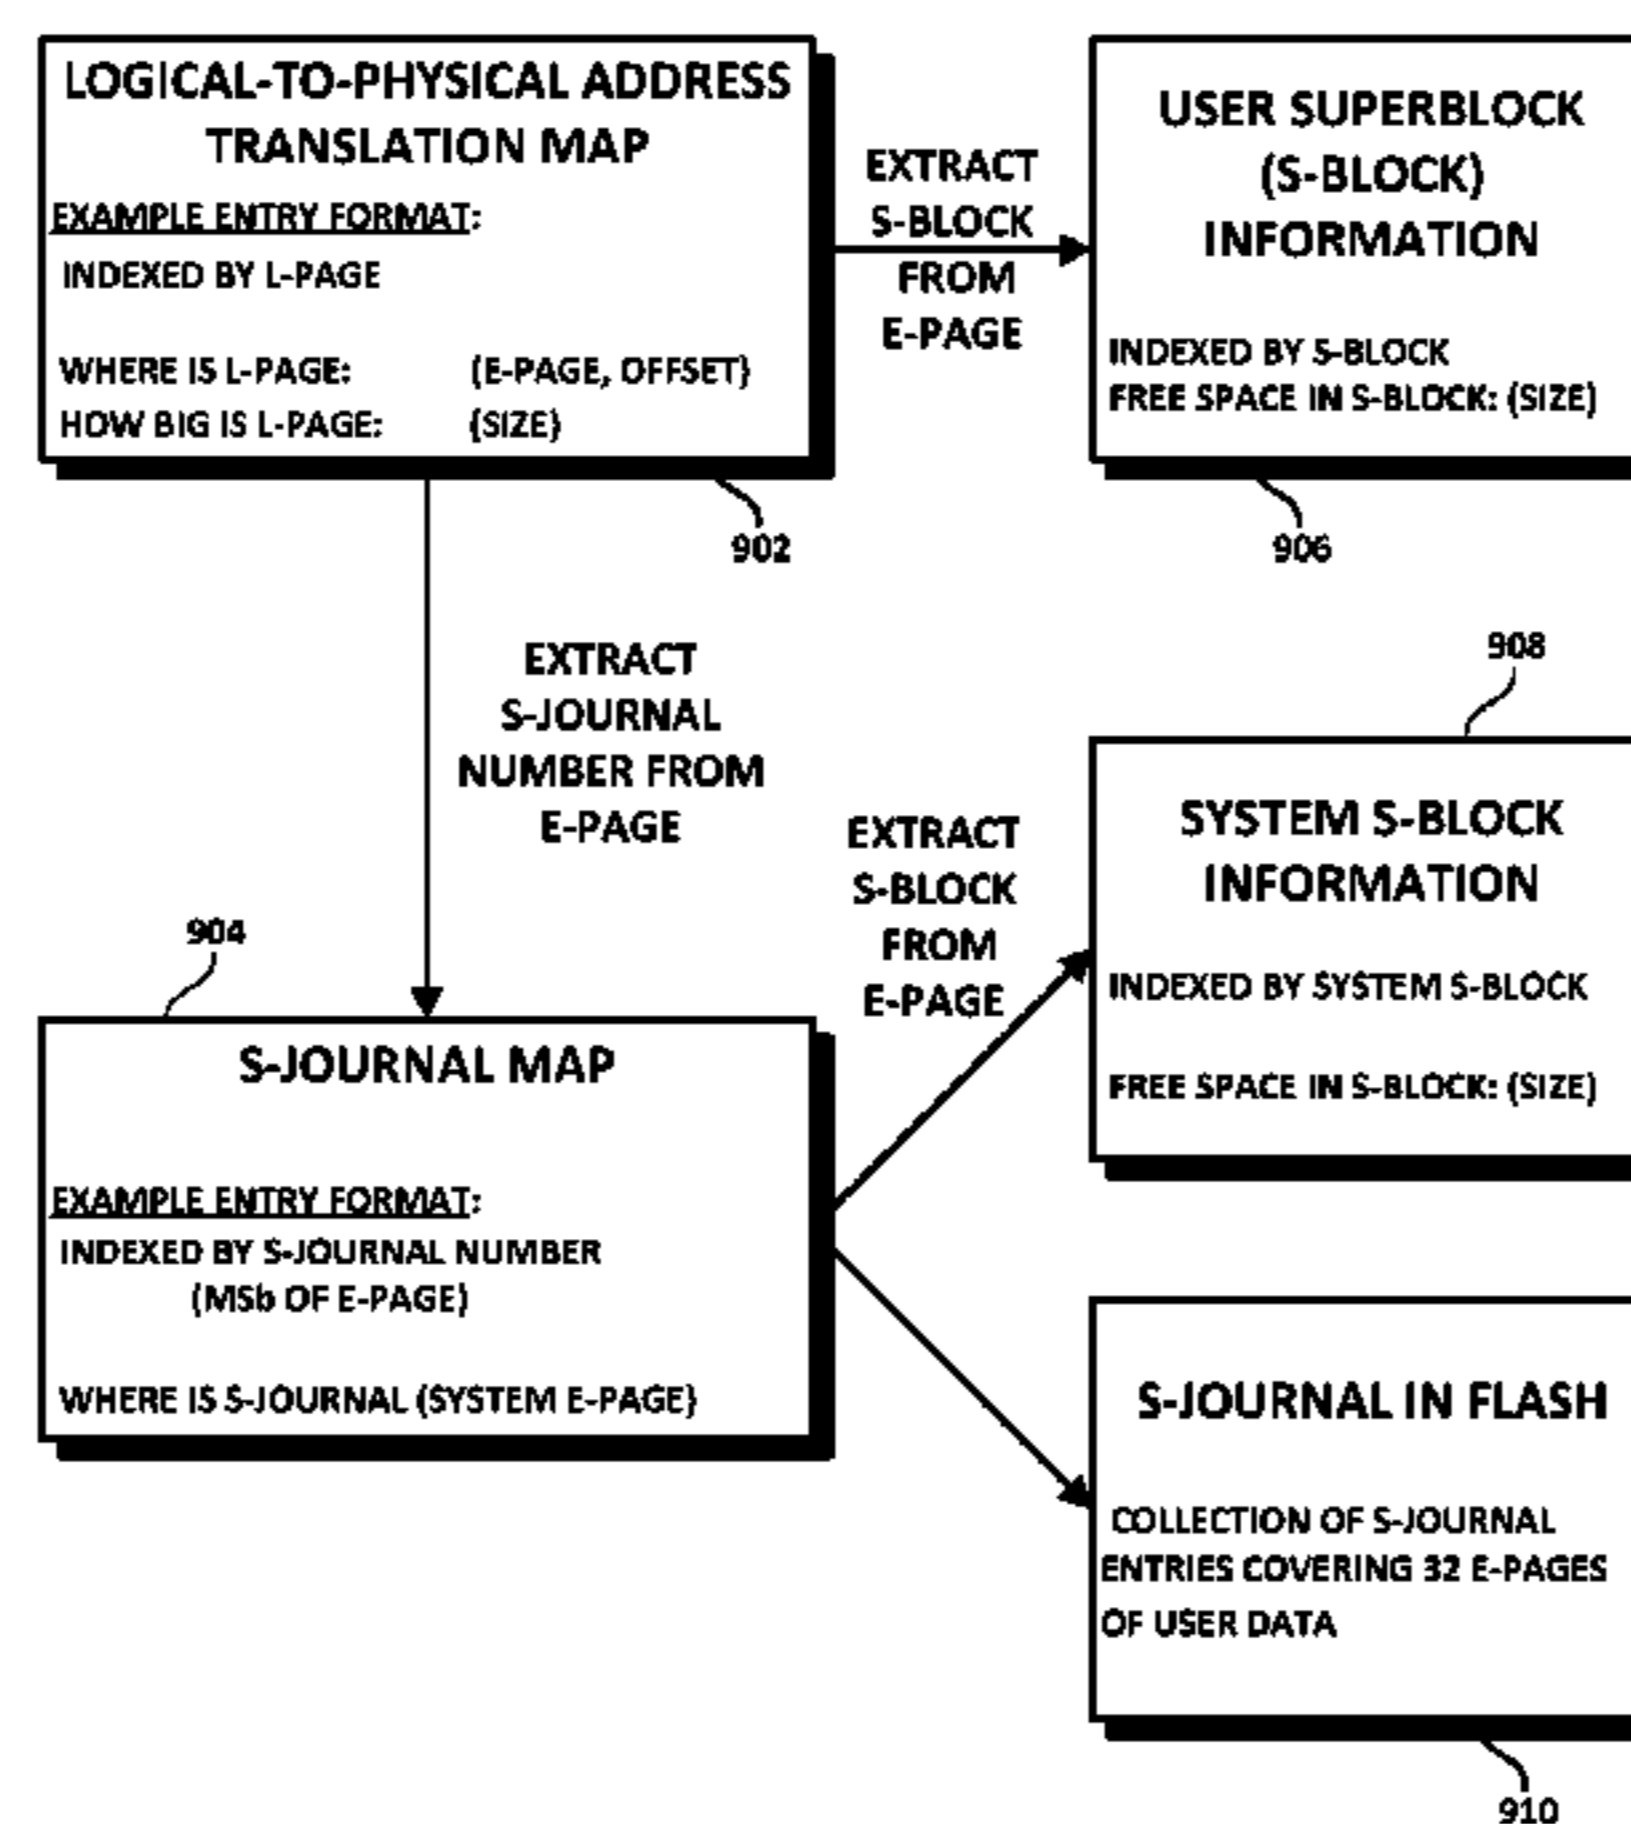 LOGICAL-TO-PHYSICAL ADDRESS
TRANSLATION MAP
EXAMPLE ENTRY FORMAT:
INDEXED BY L-PAGE
WHERE IS L-PAGE: {E-PAGE, OFFSET}
HOW BIG IS L-PAGE: {SIZE}
902
EXTRACT
S-BLOCK
FROM
E-PAGE
USER SUPERBLOCK
(S-BLOCK)
INFORMATION
INDEXED BY S-BLOCK
FREE SPACE IN S-BLOCK: {SIZE}
906
EXTRACT
S-JOURNAL
NUMBER FROM
E-PAGE
904
S-JOURNAL MAP
EXAMPLE ENTRY FORMAT:
INDEXED BY S-JOURNAL NUMBER
(MSb OF E-PAGE)
WHERE IS S-JOURNAL {SYSTEM E-PAGE}
EXTRACT
S-BLOCK
FROM
E-PAGE
908
SYSTEM S-BLOCK
INFORMATION
INDEXED BY SYSTEM S-BLOCK
FREE SPACE IN S-BLOCK: {SIZE}
S-JOURNAL IN FLASH
COLLECTION OF S-JOURNAL
ENTRIES COVERING 32 E-PAGES
OF USER DATA
910